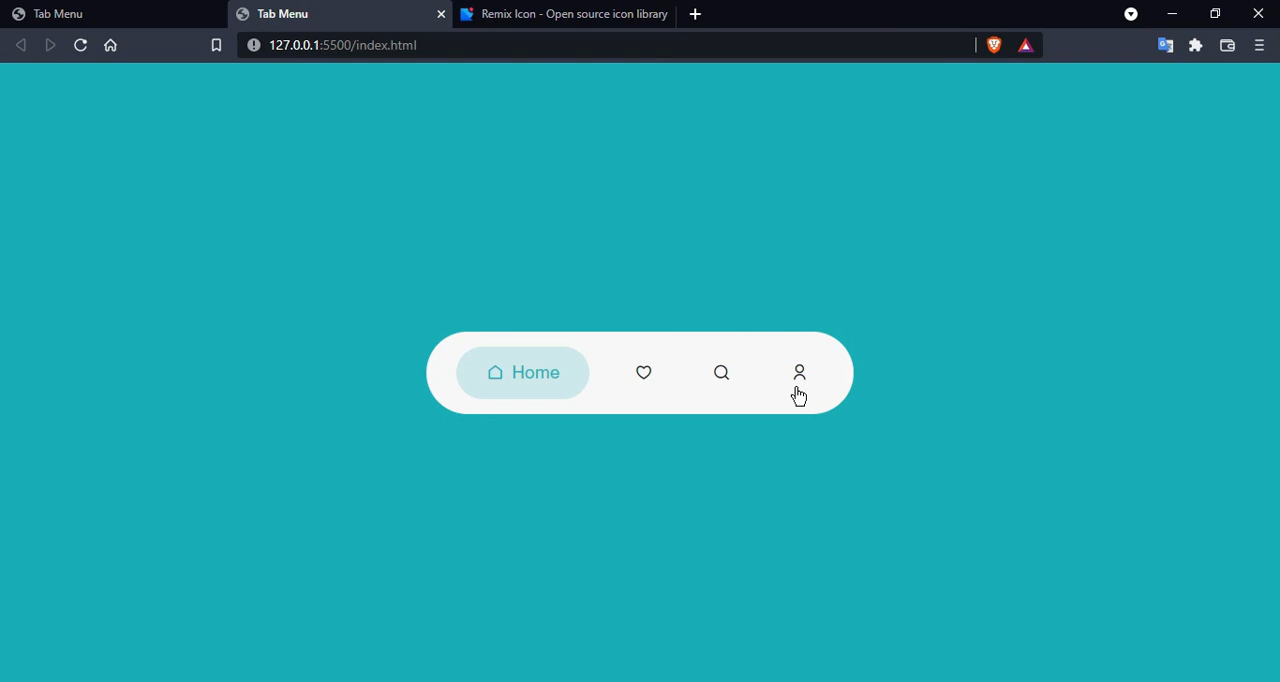 Tab Menu
Tab Menu
Remix Icon - Open source icon library
127.0.0.1:5500/index.html
Home